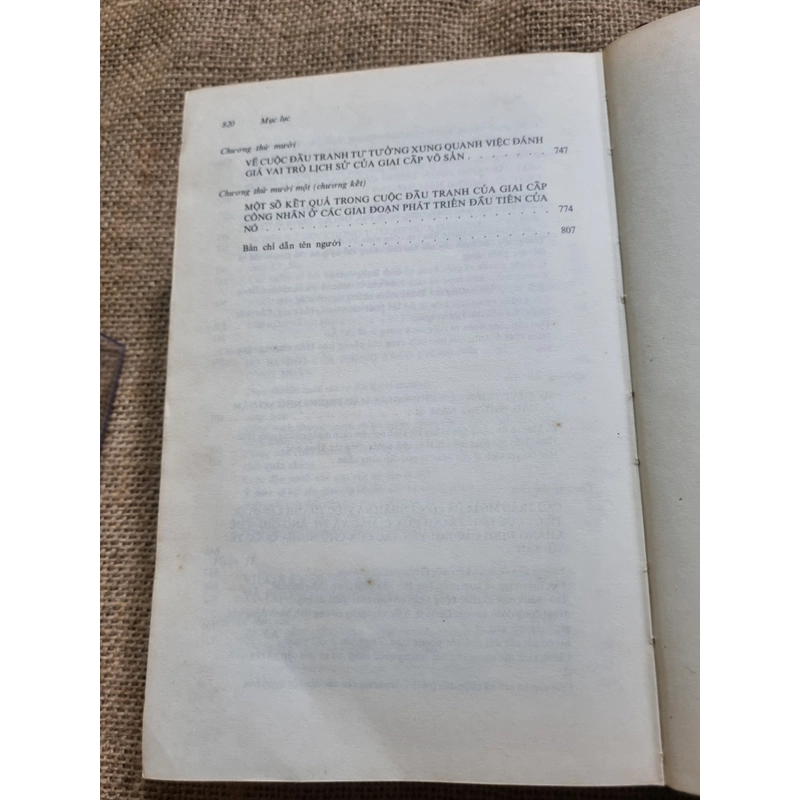 820 Mục lục
Chương thứ mười
VỀ CUỘC ĐẤU TRANH TƯ TƯỞNG XUNG QUANH VIỆC ĐÁNH
GIÁ VAI TRÒ LỊCH SỬ CỦA GIAI CẤP VÔ SẢN . . . . . . . 747
Chương thứ mười một (chương kết)
MỘT SỐ KẾT QUẢ TRONG CUỘC ĐẤU TRANH CỦA GIAI CẤP
CÔNG NHÂN Ở CÁC GIAI ĐOẠN PHÁT TRIỂN ĐẦU TIÊN CỦA
NÓ . . . . . . . . . . . . . . . . . . . . . 774
Bản chỉ dẫn tên người . . . . . . . . . . . . . . . 807